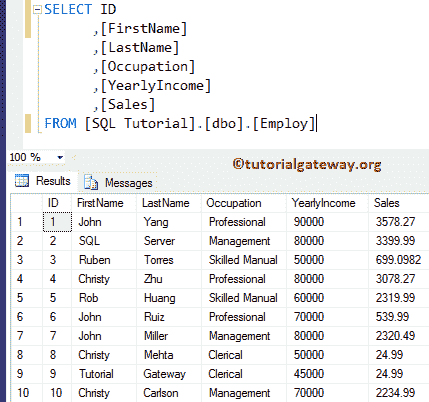 SELECT ID
,[FirstName]
,[LastName]
,[Occupation]
,[YearlyIncome]
,[Sales]
FROM [SQL Tutorial].[dbo].[Employ]
100 %
©tutorialgateway.org
Results Messages
ID FirstName LastName Occupation YearlyIncome Sales
1 1 John Yang Professional 90000 3578.27
2 2 SQL Server Management 80000 3399.99
3 3 Ruben Torres Skilled Manual 50000 699.0982
4 4 Christy Zhu Professional 80000 3078.27
5 5 Rob Huang Skilled Manual 60000 2319.99
6 6 John Ruiz Professional 70000 539.99
7 7 John Miller Management 80000 2320.49
8 8 Christy Mehta Clerical 50000 24.99
9 9 Tutorial Gateway Clerical 45000 24.99
10 10 Christy Carlson Management 70000 2234.99